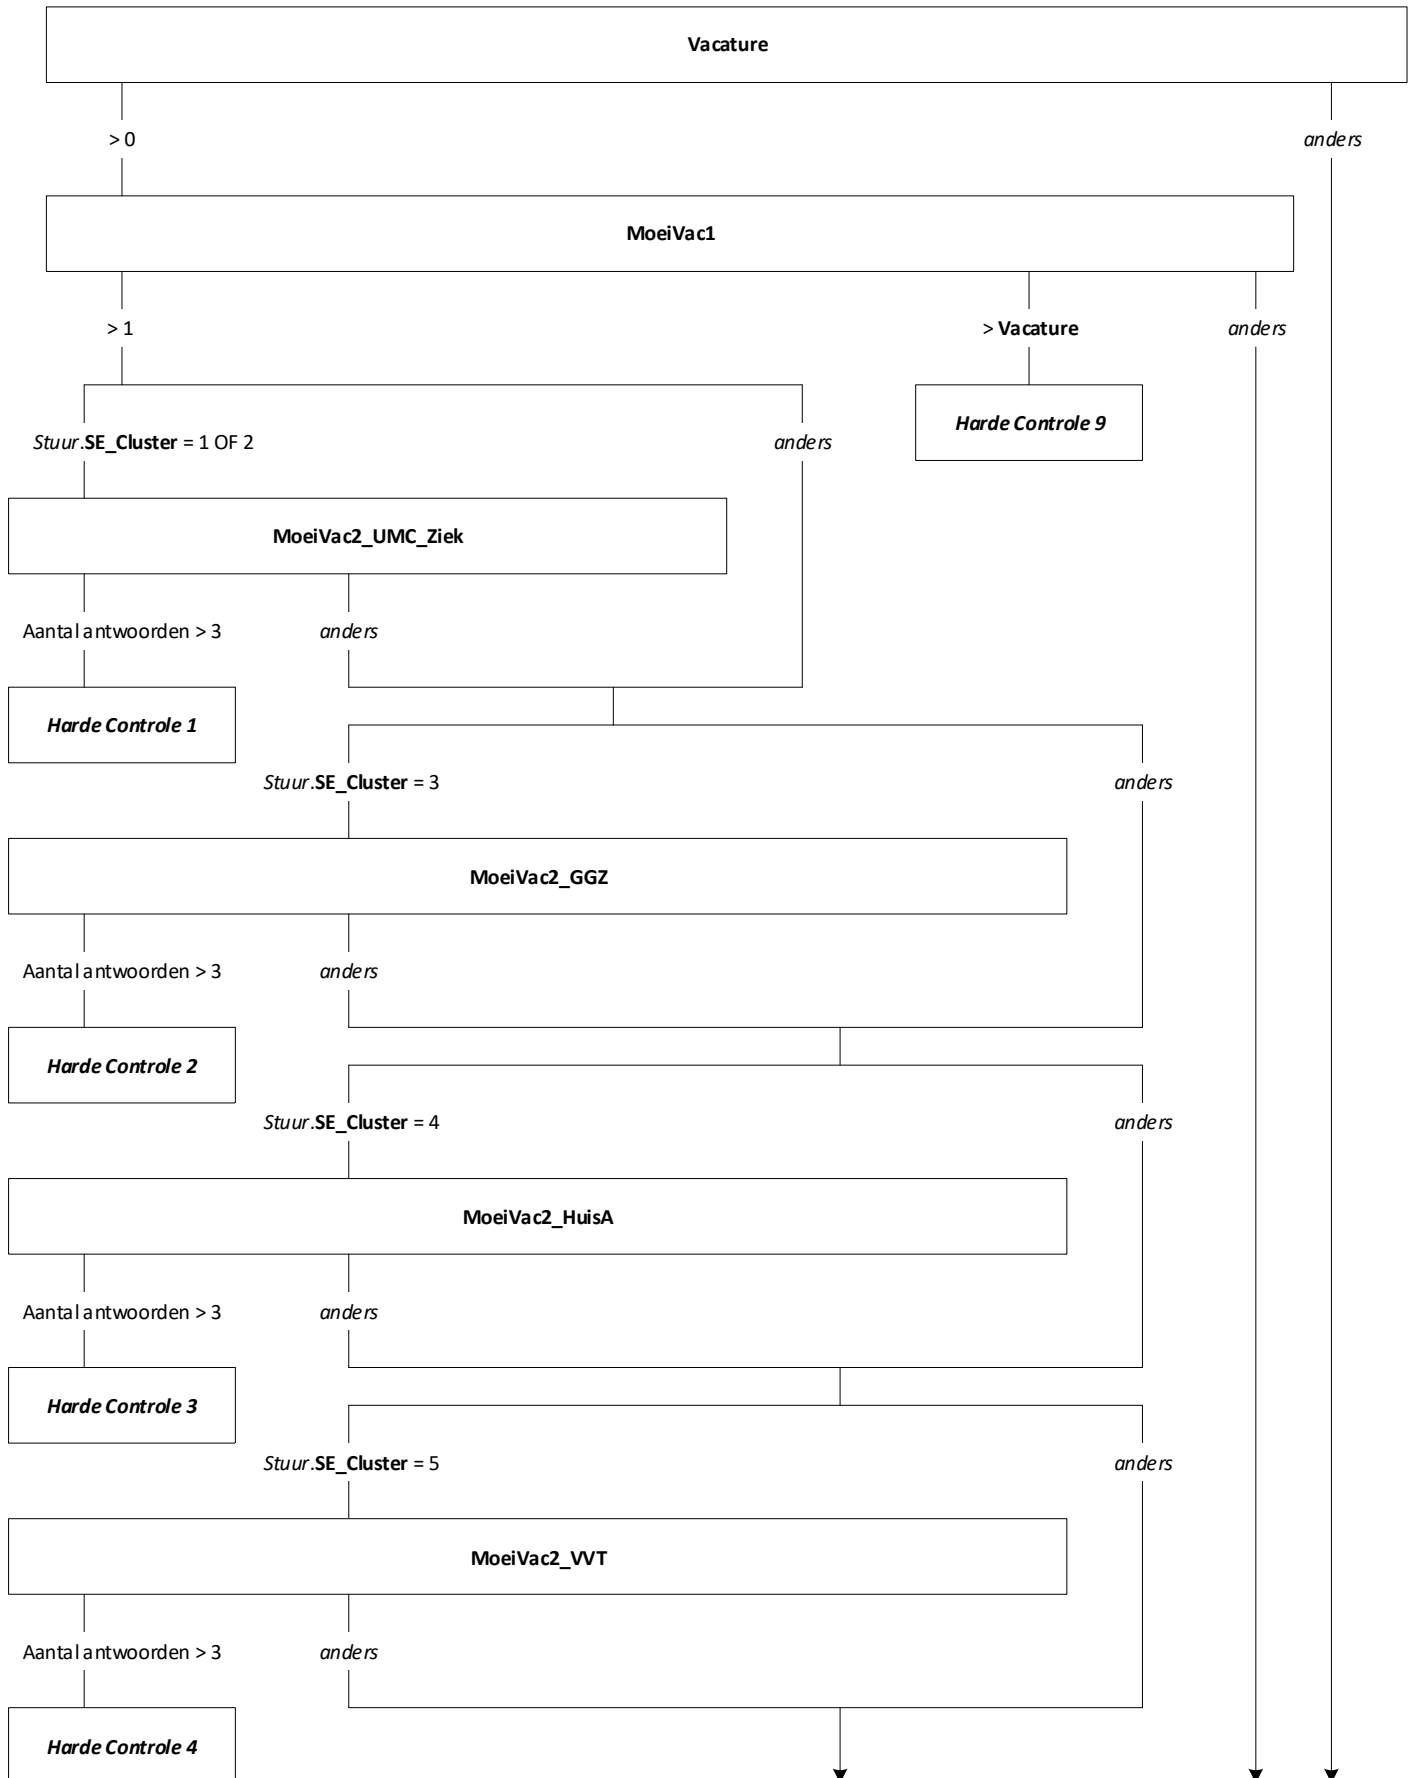 Vacature
> 0
anders
MoeiVac1
> 1
> Vacature
anders
Stuur.SE_Cluster = 1 OF 2
anders
Harde Controle 9
MoeiVac2_UMC_Ziek
Aantal antwoorden > 3
anders
Harde Controle 1
Stuur.SE_Cluster = 3
anders
MoeiVac2_GGZ
Aantal antwoorden > 3
anders
Harde Controle 2
Stuur.SE_Cluster = 4
anders
MoeiVac2_HuisA
Aantal antwoorden > 3
anders
Harde Controle 3
Stuur.SE_Cluster = 5
anders
MoeiVac2_VVT
Aantal antwoorden > 3
anders
Harde Controle 4